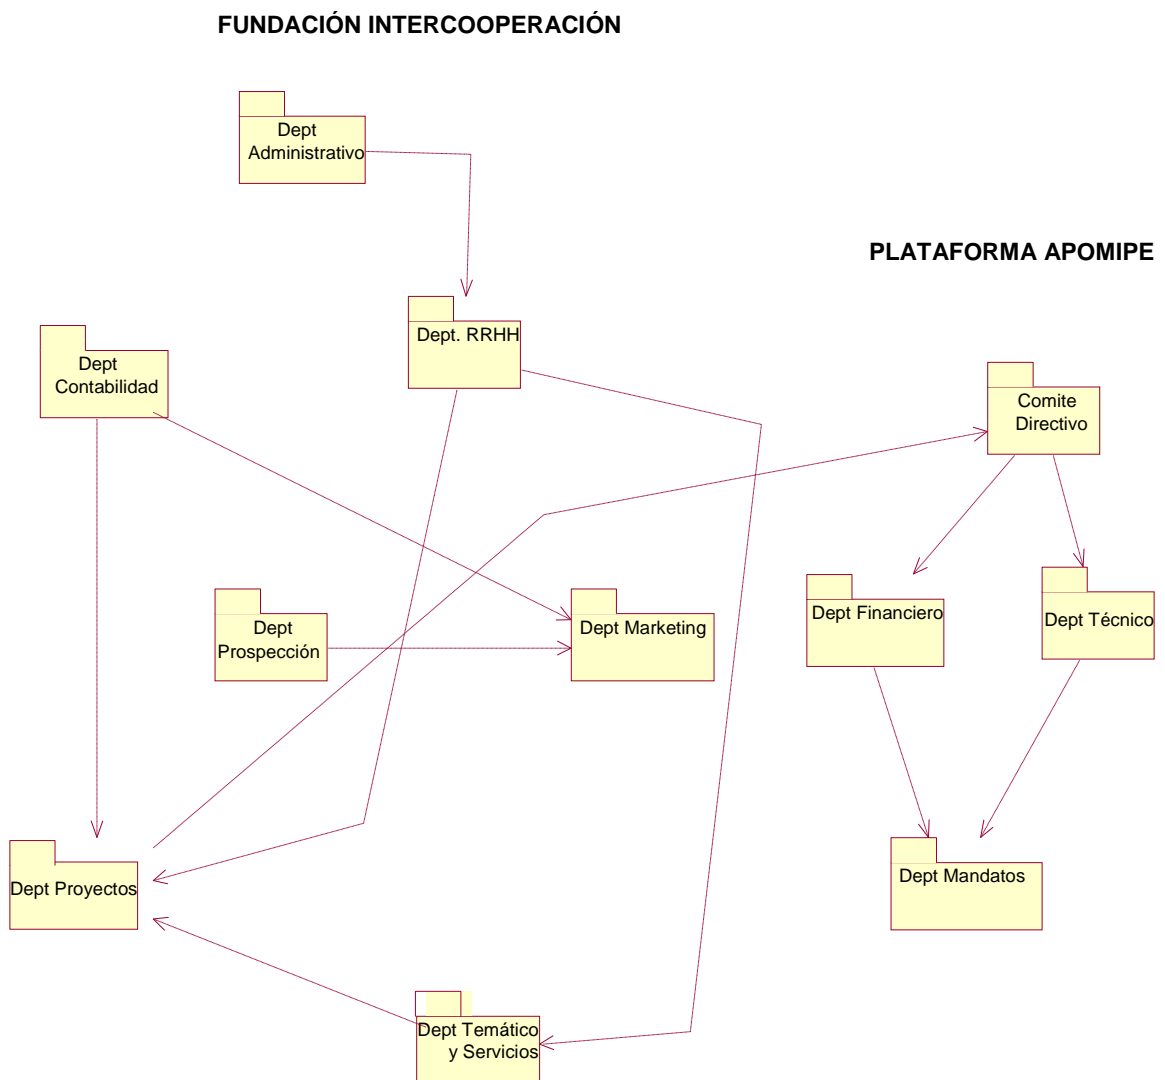 FUNDACIÓN INTERCOOPERACIÓN
Dept
Administrativo
PLATAFORMA APOMIPE
Dept. RRHH
Dept
Contabilidad
Comite
Directivo
Dept
Prospección
Dept Marketing
Dept Financiero
Dept Técnico
Dept Proyectos
Dept Mandatos
Dept Temático
y Servicios